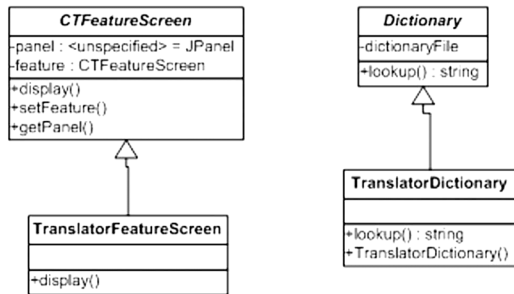 CTFeatureScreen
-panel : <unspecified> = JPanel
-feature : CTFeatureScreen
+display()
+setFeature()
+getPanel()
TranslatorFeatureScreen
+display()
Dictionary
-dictionaryFile
+lookup() : string
TranslatorDictionary
+lookup() : string
+TranslatorDictionary()